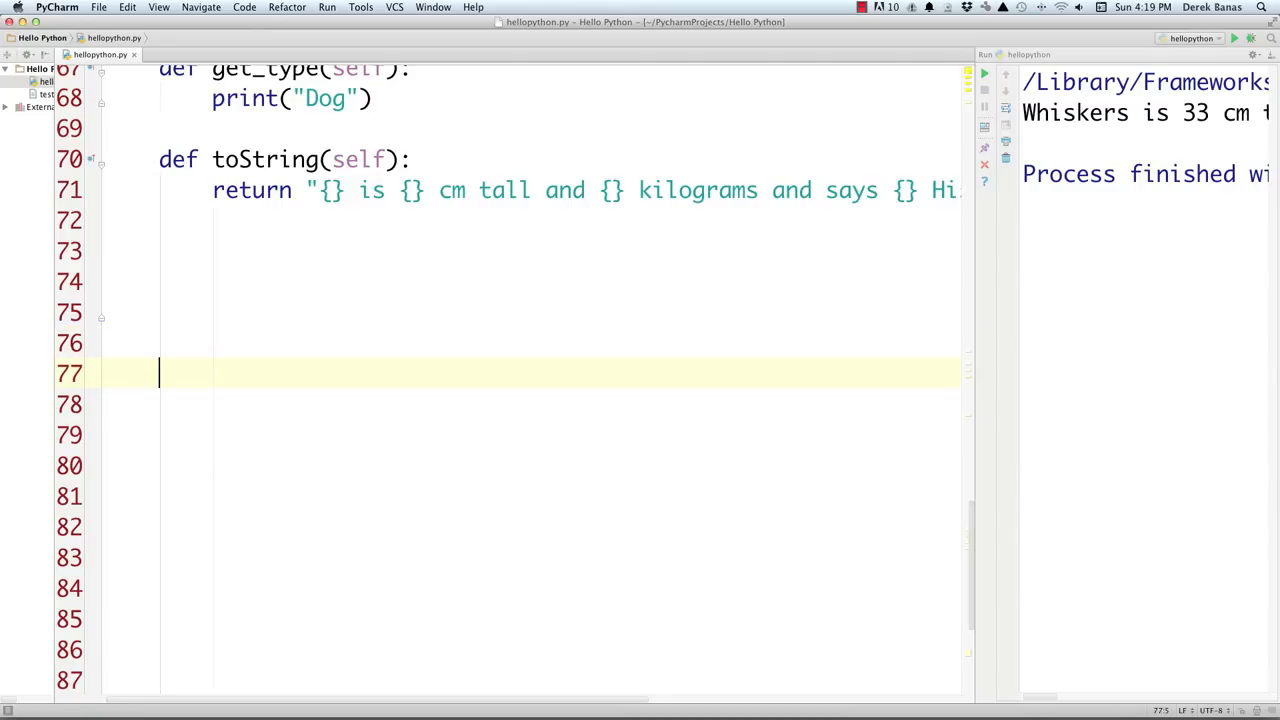 PyCharm File Edit View Navigate Code Refactor Run Tools VCS Window Help 10 Sun 4:19 PM Derek Banas
hellopython.py - Hello Python - [~/PycharmProjects/Hello Python]
Hello Python hellopython.py hellopython
hellopython.py Run hellopython
Hello P
hell
test
Externa
67 def get_type(self):
68 print("Dog")
69
70 def toString(self):
71 return "{} is {} cm tall and {} kilograms and says {} Hi
72
73
74
75
76
77
78
79
80
81
82
83
84
85
86
87
/Library/Frameworks
Whiskers is 33 cm t
Process finished wi
77:5 LF UTF-8